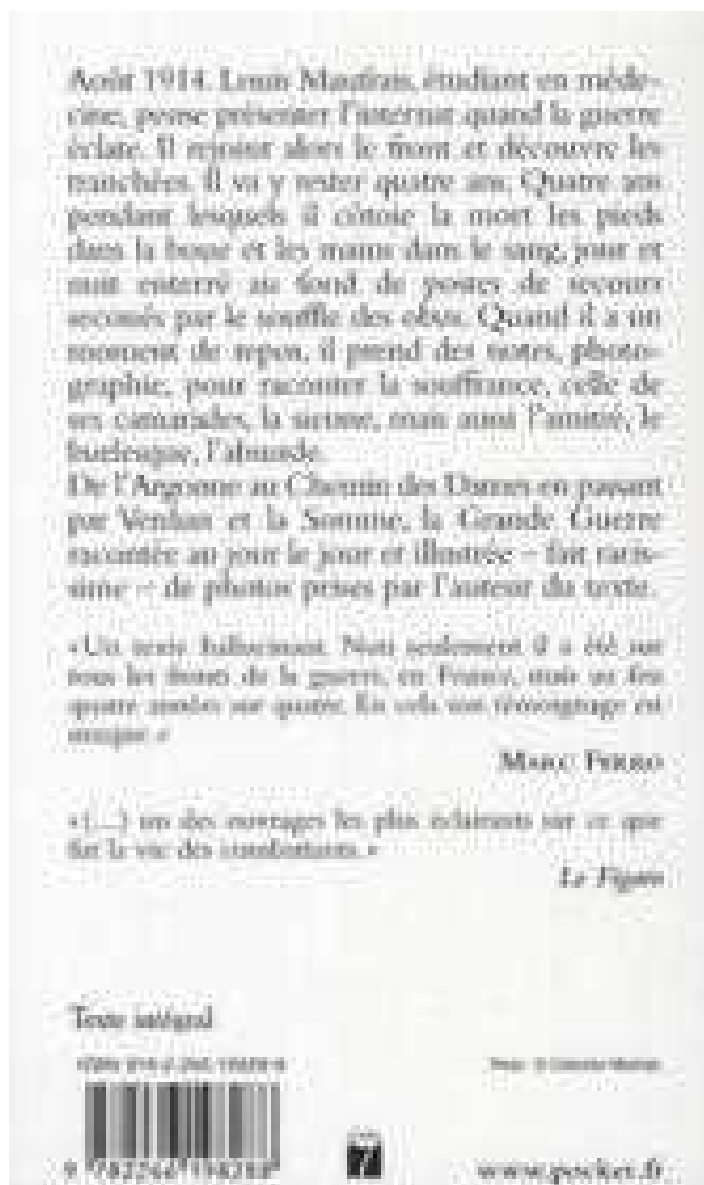 Août 1914. Louis Maufrais, étudiant en méde-
cine, pense présenter l'internat quand la guerre
éclate. Il rejoint alors le front et découvre les
tranchées. Il va y rester quatre ans. Quatre ans
pendant lesquels il côtoie la mort les pieds
dans la boue et les mains dans le sang, jour et
nuit enterré au fond de postes de secours
secoués par le souffle des obus. Quand il a un
moment de repos, il prend des notes, photo-
graphie, pour raconter la souffrance, celle de
ses camarades, la sienne, mais aussi l'amitié, le
burlesque, l'absurde.
De l'Argonne au Chemin des Dames en passant
par Verdun et la Somme, la Grande Guerre
racontée au jour le jour et illustrée – fait raris-
sime – de photos prises par l'auteur du texte.
«Un texte hallucinant. Non seulement il a été sur
tous les fronts de la guerre, en France, mais au feu
quatre années sur quatre. En cela son témoignage est
unique.»
MARC FERRO
«(...) un des ouvrages les plus éclairants sur ce que
fut la vie des combattants.»
Le Figaro
Texte intégral
ISBN
www.pocket.fr